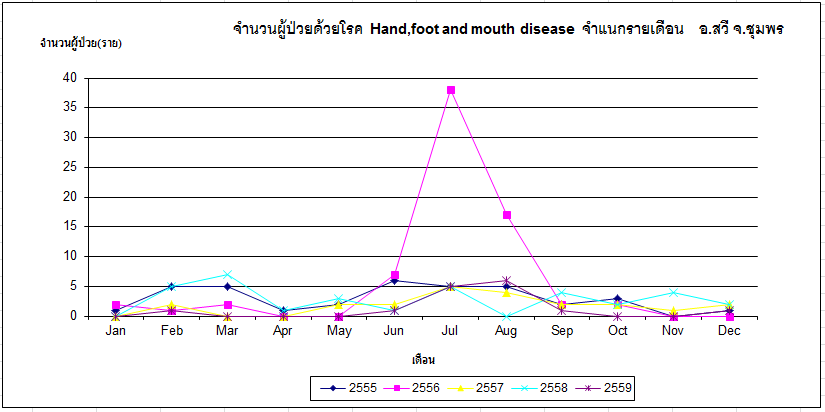 จำนวนผู้ป่วยด้วยโรค Hand,foot and mouth disease จำแนกรายเดือน อ.สวี จ.ชุมพร
จำนวนผู้ป่วย(ราย)
40
35
30
25
20
15
10
5
0
Jan Feb Mar Apr May Jun Jul Aug Sep Oct Nov Dec
เดือน
2555 2556 2557 2558 2559